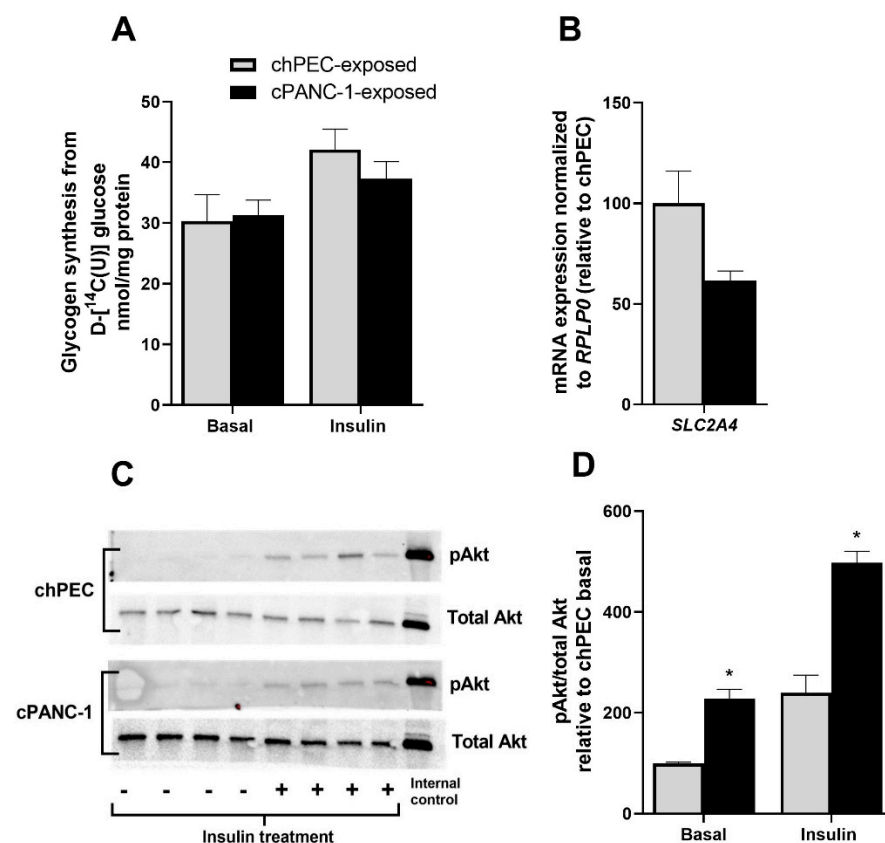 A
chPEC-exposed
cPANC-1-exposed
Glycogen synthesis from
D-[¹⁴C(U)] glucose
nmol/mg protein
50
40
30
20
10
0
Basal Insulin
B
mRNA expression normalized
to RPLP0 (relative to chPEC)
150
100
50
0
SLC2A4
C
chPEC
pAkt
Total Akt
cPANC-1
pAkt
Total Akt
- - - - + + + + Internal
control
Insulin treatment
D
pAkt/total Akt
relative to chPEC basal
600
400
200
0
*
*
Basal Insulin